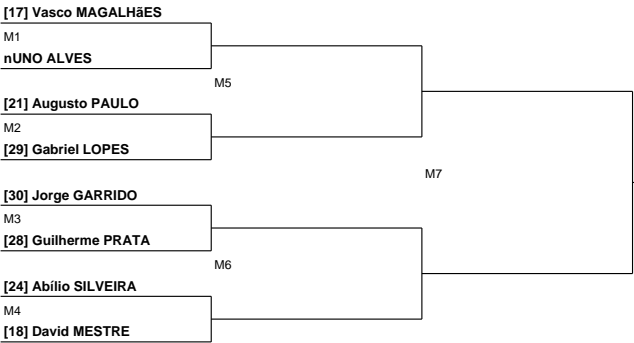 [17] Vasco MAGALHãES
M1
nUNO ALVES
M5
[21] Augusto PAULO
M2
[29] Gabriel LOPES
M7
[30] Jorge GARRIDO
M3
[28] Guilherme PRATA
M6
[24] Abílio SILVEIRA
M4
[18] David MESTRE